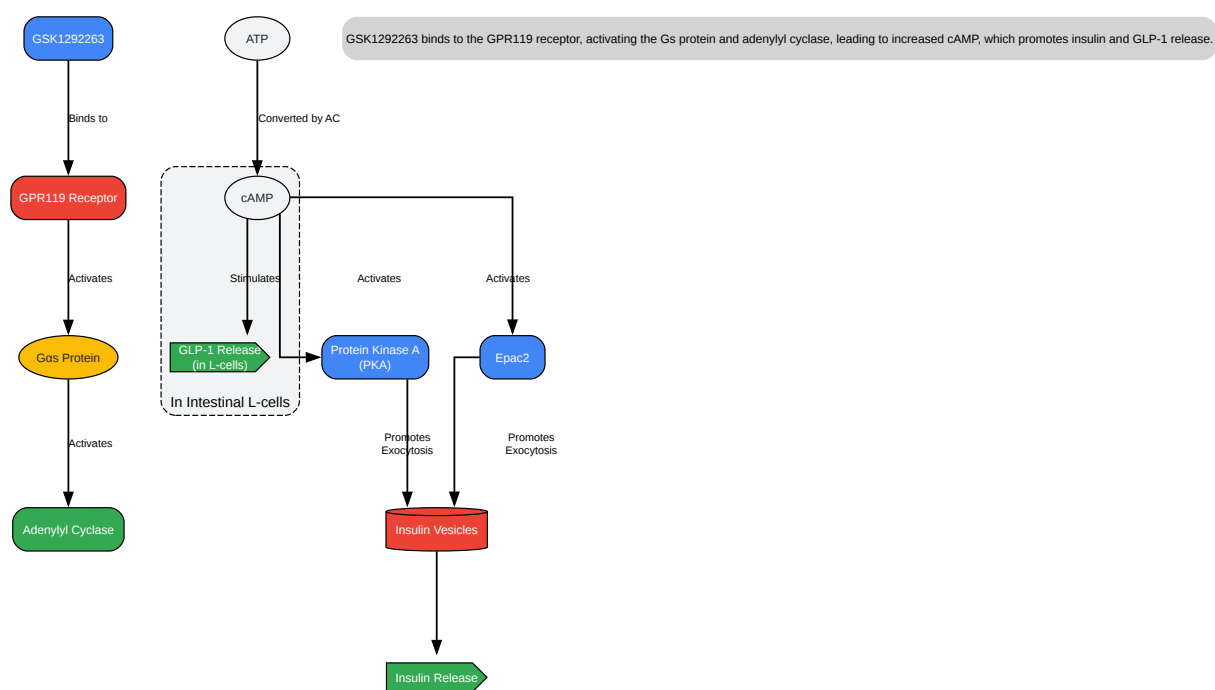 GSK1292263
ATP
GSK1292263 binds to the GPR119 receptor, activating the Gs protein and adenylyl cyclase, leading to increased cAMP, which promotes insulin and GLP-1 release.
Binds to
Converted by AC
GPR119 Receptor
cAMP
Activates
Stimulates
Activates
Activates
Gαs Protein
GLP-1 Release
(in L-cells)
Protein Kinase A
(PKA)
Epac2
In Intestinal L-cells
Activates
Promotes
Exocytosis
Promotes
Exocytosis
Adenylyl Cyclase
Insulin Vesicles
Insulin Release